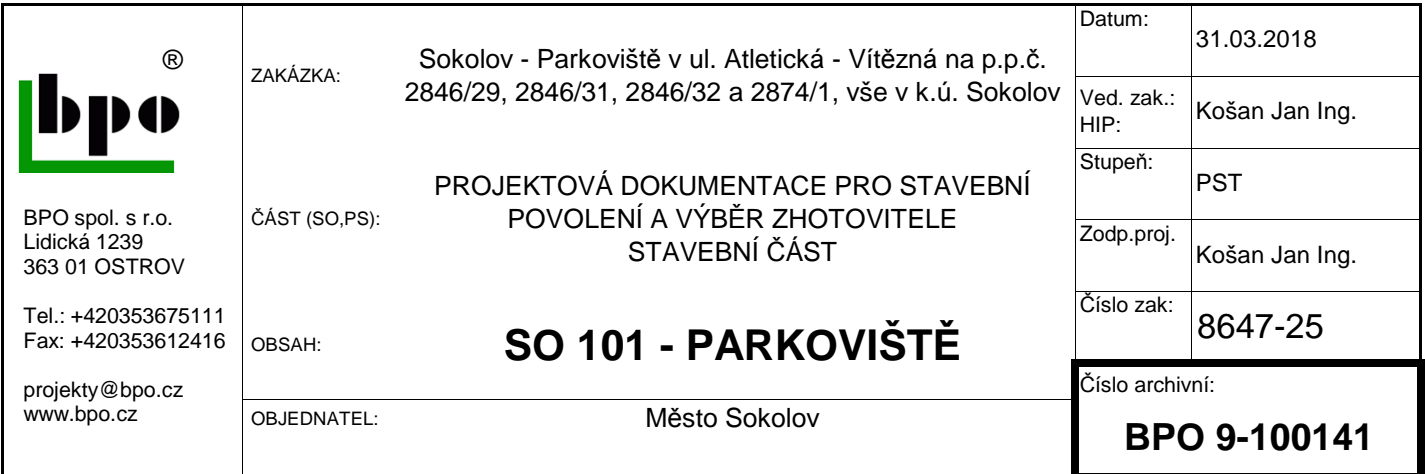 ®
bpo
BPO spol. s r.o.
Lidická 1239
363 01 OSTROV
Tel.: +420353675111
Fax: +420353612416
projekty@bpo.cz
www.bpo.cz
ZAKÁZKA:
Sokolov - Parkoviště v ul. Atletická - Vítězná na p.p.č.
2846/29, 2846/31, 2846/32 a 2874/1, vše v k.ú. Sokolov
ČÁST (SO,PS):
PROJEKTOVÁ DOKUMENTACE PRO STAVEBNÍ
POVOLENÍ A VÝBĚR ZHOTOVITELE
STAVEBNÍ ČÁST
OBSAH:
SO 101 - PARKOVIŠTĚ
OBJEDNATEL:
Město Sokolov
Datum:
31.03.2018
Ved. zak.:
HIP:
Košan Jan Ing.
Stupeň:
PST
Zodp.proj.
Košan Jan Ing.
Číslo zak:
8647-25
Číslo archivní:
BPO 9-100141